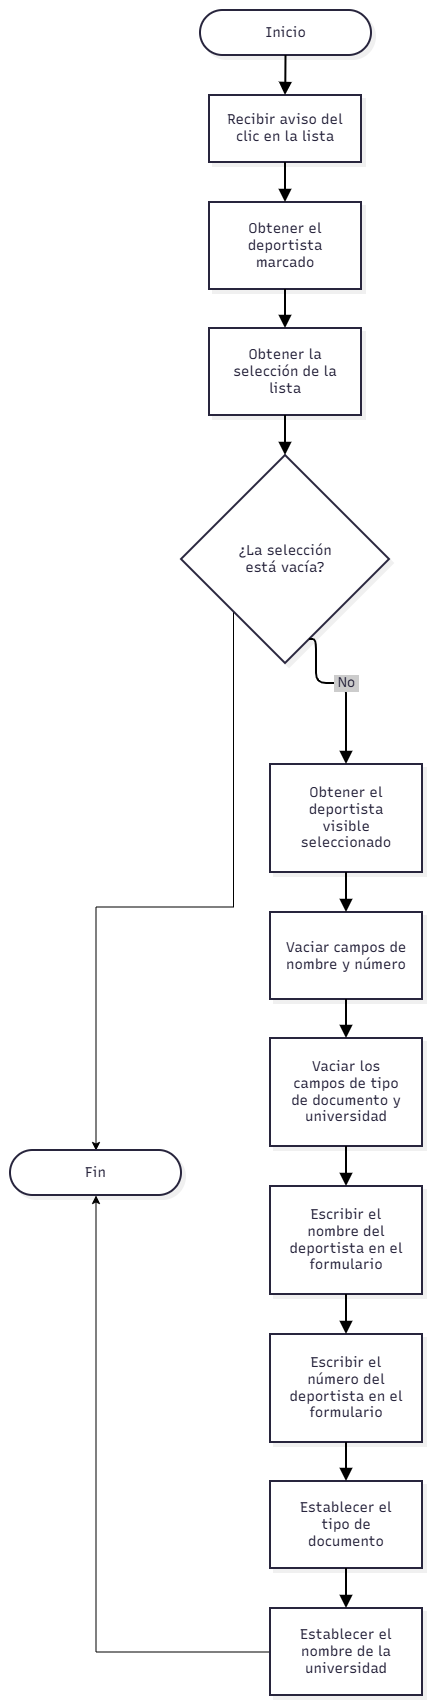 Inicio
Recibir aviso del
clic en la lista
Obtener el
deportista
marcado
Obtener la
selección de la
lista
¿La selección
está vacía?
No
Obtener el
deportista
visible
seleccionado
Vaciar campos de
nombre y número
Vaciar los
campos de tipo
de documento y
universidad
Fin
Escribir el
nombre del
deportista en el
formulario
Escribir el
número del
deportista en el
formulario
Establecer el
tipo de
documento
Establecer el
nombre de la
universidad